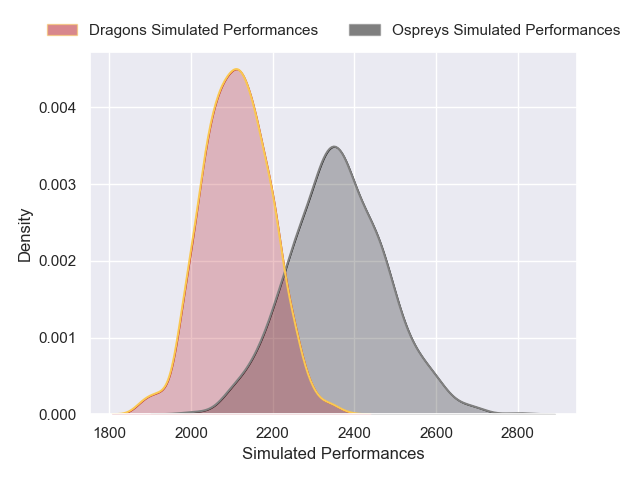 Dragons Simulated Performances
Ospreys Simulated Performances
0.004
0.003
0.002
0.001
0.000
Density
1800 2000 2200 2400 2600 2800
Simulated Performances